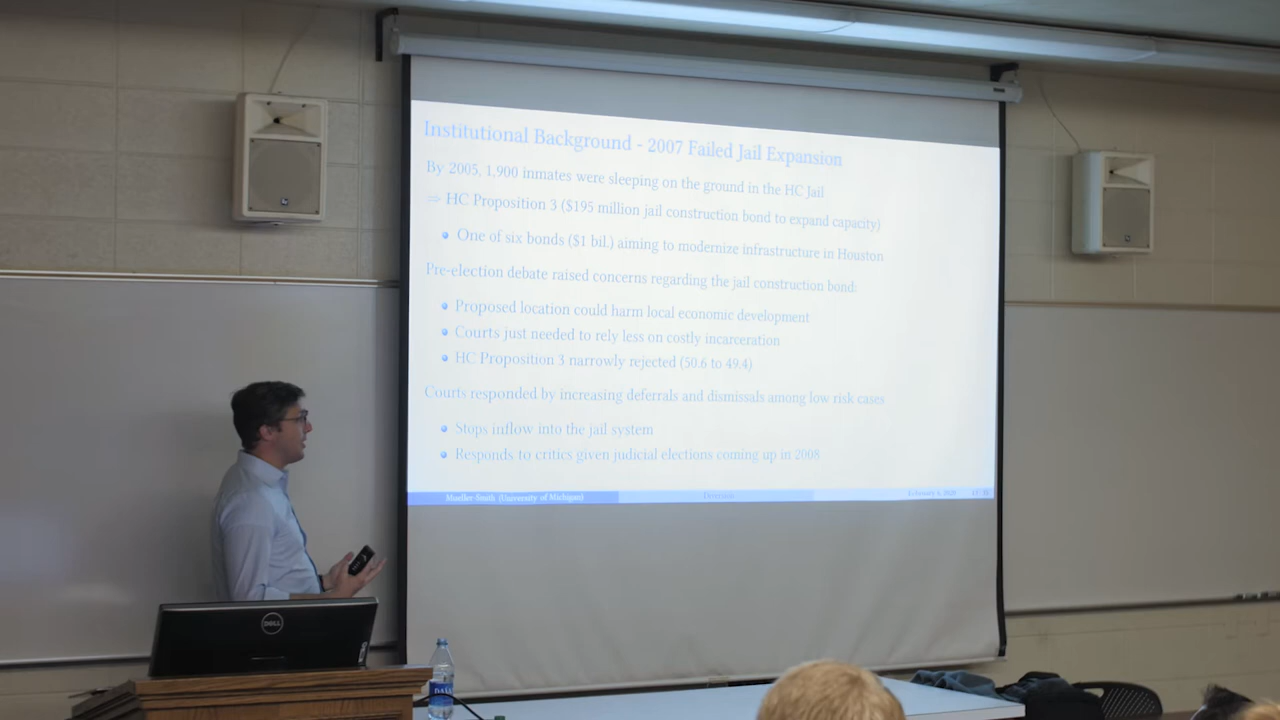 Institutional Background - 2007 Failed Jail Expansion
By 2005, 1,900 inmates were sleeping on the ground in the HC Jail
⇒ HC Proposition 3 ($195 million jail construction bond to expand capacity)
One of six bonds ($1 bil.) aiming to modernize infrastructure in Houston
Pre-election debate raised concerns regarding the jail construction bond:
Proposed location could harm local economic development
Courts just needed to rely less on costly incarceration
HC Proposition 3 narrowly rejected (50.6 to 49.4)
Courts responded by increasing deferrals and dismissals among low risk cases
Stops inflow into the jail system
Responds to critics given judicial elections coming up in 2008
Mueller-Smith (University of Michigan)
DELL